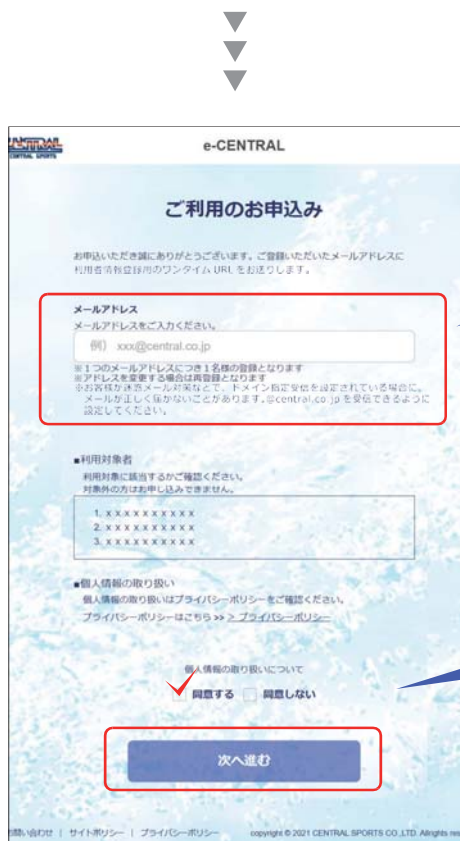 CENTRAL
CENTRAL SPORTS
e-CENTRAL
ご利用のお申込み
お申込いただき誠にありがとうございます。ご登録いただいたメールアドレスに
利用者情報登録用のワンタイム URL をお送りします。
メールアドレス
メールアドレスをご入力ください。
例） xxx@central.co.jp
※１つのメールアドレスにつき１名様の登録となります
※アドレスを変更する場合は再登録となります
※お客様が迷惑メール対策などで、ドメイン指定受信を設定されている場合に、
メールが正しく届かないことがあります。@central.co.jp を受信できるように
設定してください。
■利用対象者
利用対象に該当するかご確認ください。
対象外の方はお申し込みできません。
1. x x x x x x x x x x
2. x x x x x x x x x x
3. x x x x x x x x x x
■個人情報の取り扱い
個人情報の取り扱いはプライバシーポリシーをご確認ください。
プライバシーポリシーはこちら >> > プライバシーポリシー
個人情報の取り扱いについて
同意する 同意しない
次へ進む
お問い合わせ | サイトポリシー | プライバシーポリシー copyright © 2021 CENTRAL SPORTS CO.,LTD. Allrights